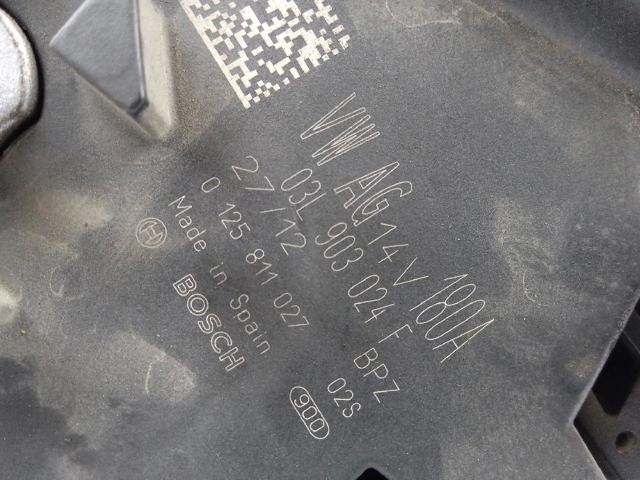 VW AG 14V 180A
03L 903 024 F BPZ
27/12 02S
0 125 811 027
Made in Spain 900
H BOSCH